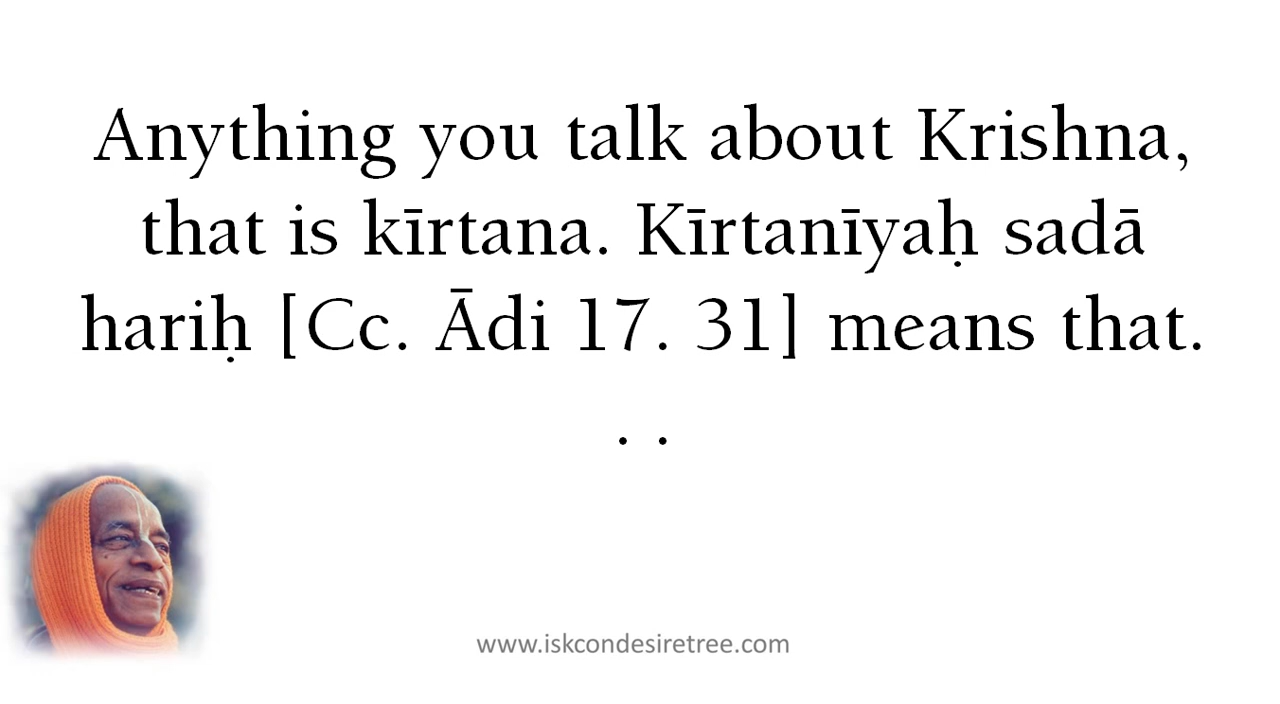 Anything you talk about Krishna,
that is kīrtana. Kīrtanīyaḥ sadā
hariḥ [Cc. Ādi 17. 31] means that.
. .
www.iskcondesiretree.com